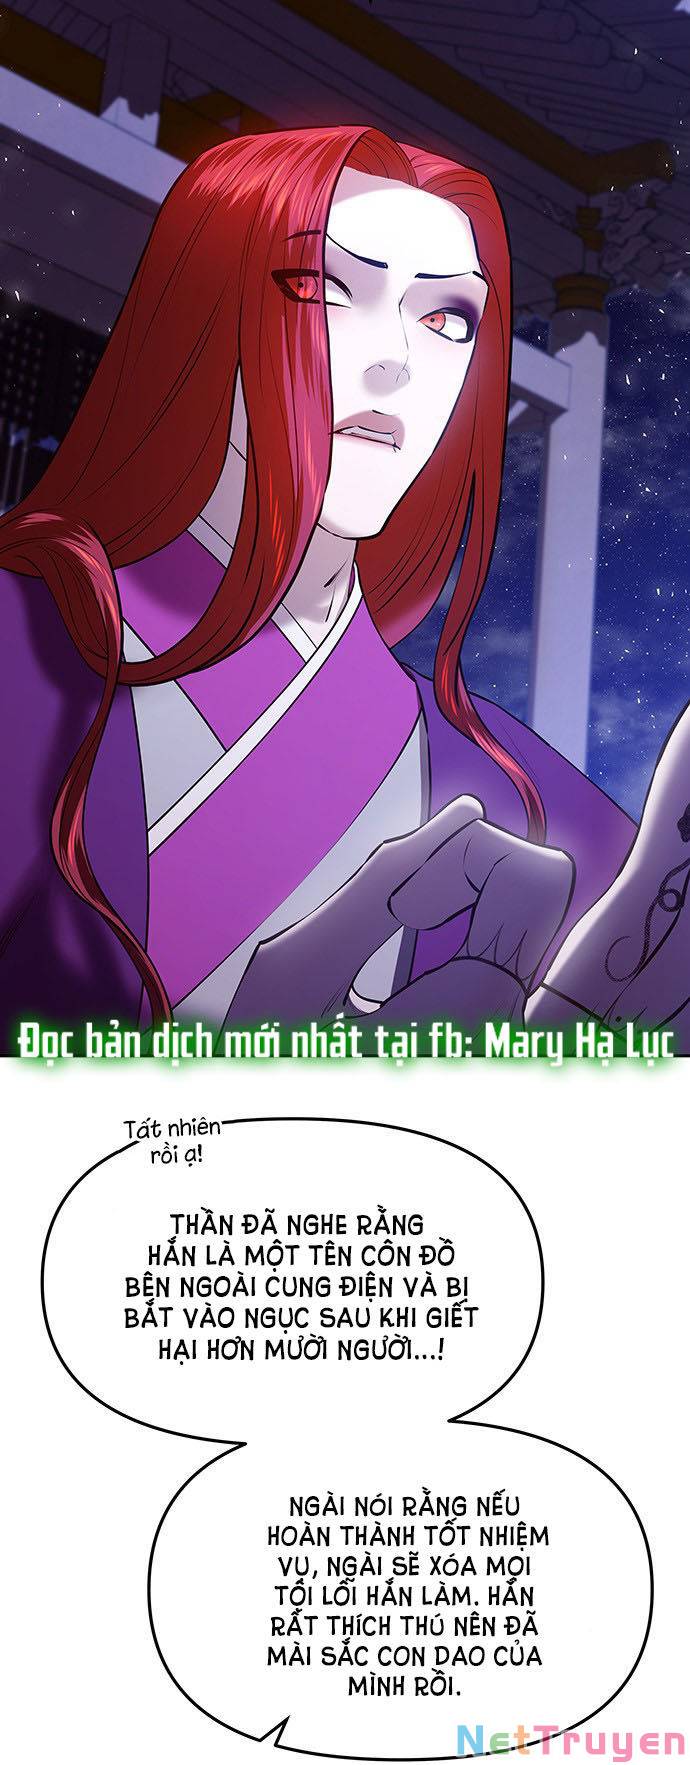 Đọc bản dịch mới nhất tại fb: Mary Hạ Lục
Tất nhiên
rồi ạ!
THẦN ĐÃ NGHE RẰNG
HẮN LÀ MỘT TÊN CÔN ĐỒ
BÊN NGOÀI CUNG ĐIỆN VÀ BỊ
BẮT VÀO NGỤC SAU KHI GIẾT
HẠI HƠN MƯỜI NGƯỜI...!
NGÀI NÓI RẰNG NẾU
HOÀN THÀNH TỐT NHIỆM
VỤ, NGÀI SẼ XÓA MỌI
TỘI LỖI HẮN LÀM. HẮN
RẤT THÍCH THÚ NÊN ĐÃ
MÀI SẮC CON DAO CỦA
MÌNH RỒI.
NetTruyen